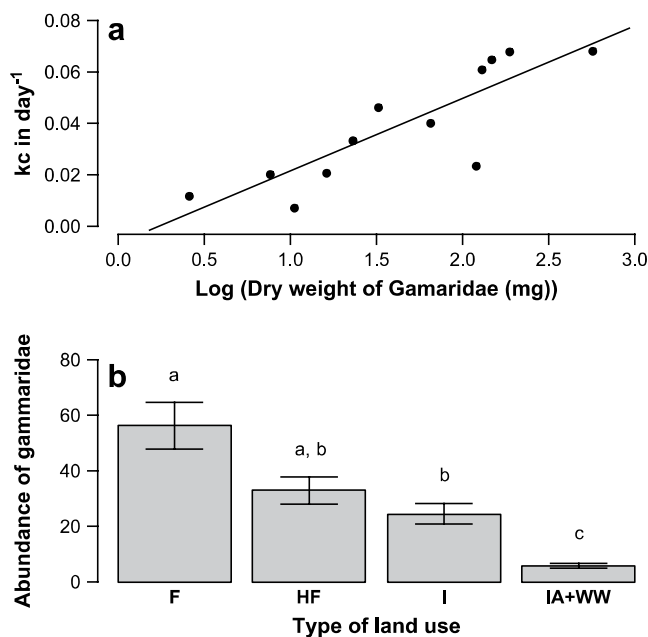 a
kc in day-1
0.08
0.06
0.04
0.02
0.00
0.0 0.5 1.0 1.5 2.0 2.5 3.0
Log (Dry weight of Gamaridae (mg))
b
Abundance of gammaridae
80
60
40
20
0
a
a, b
b
c
F HF I IA+WW
Type of land use